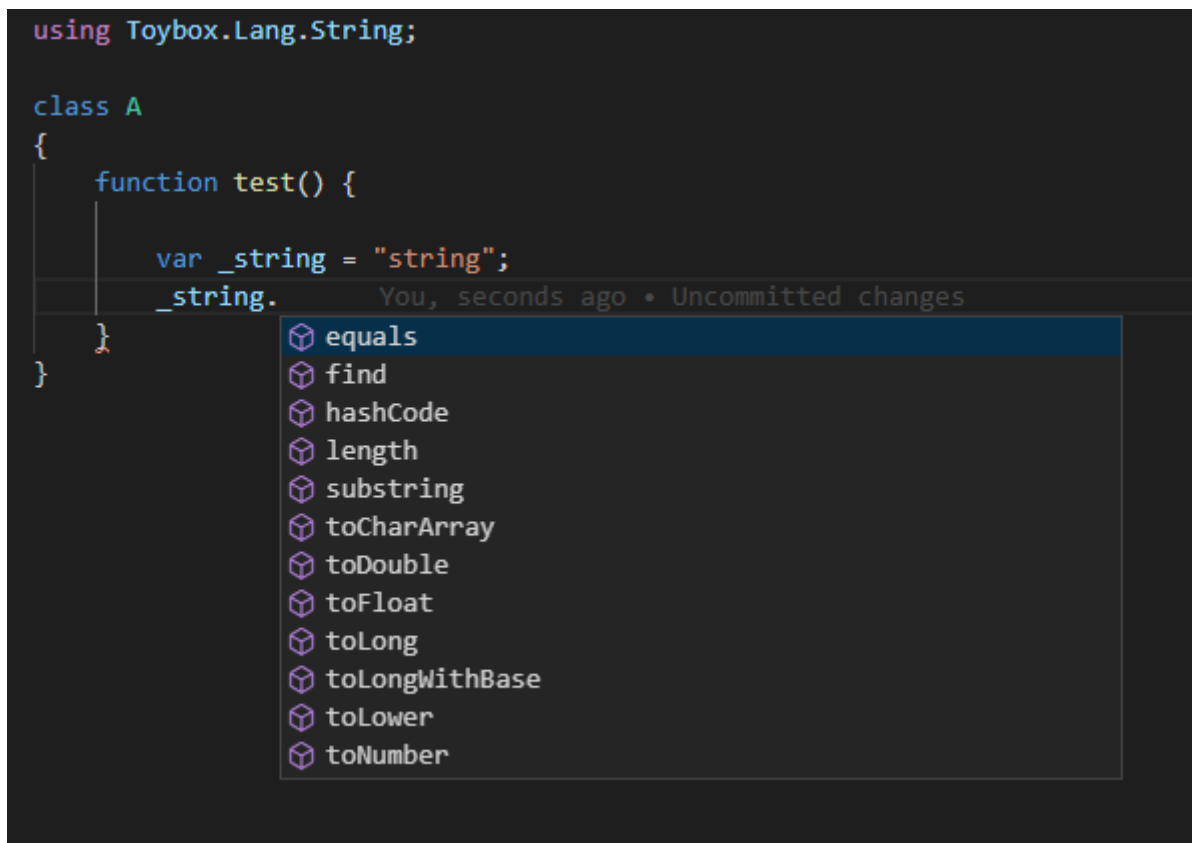 using Toybox.Lang.String;
class A
{
function test() {
var _string = "string";
_string. You, seconds ago • Uncommitted changes
}
equals
}
find
hashCode
length
substring
toCharArray
toDouble
toFloat
toLong
toLongWithBase
toLower
toNumber